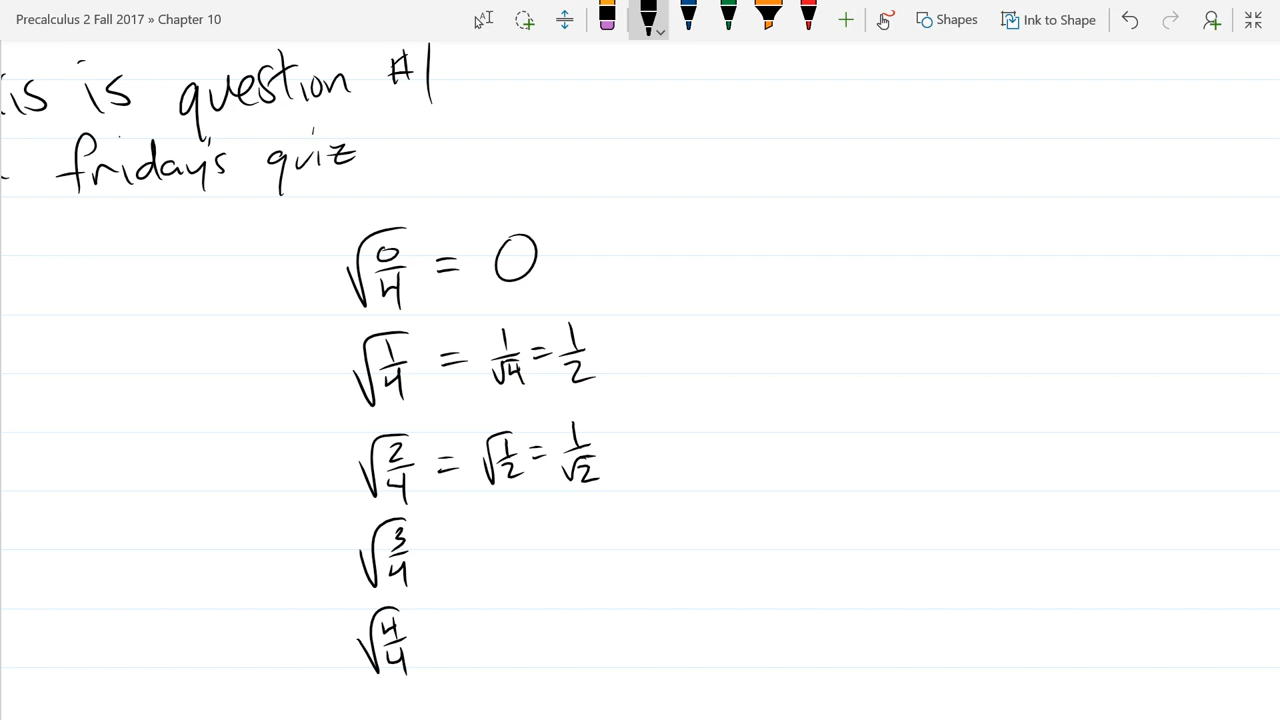 Precalculus 2 Fall 2017 » Chapter 10
Shapes
Ink to Shape
is is question #1
friday's quiz
√(0/4) = 0
√(1/4) = 1/√4 = 1/2
√(2/4) = √(1/2) = 1/√2
√(3/4)
√(4/4)